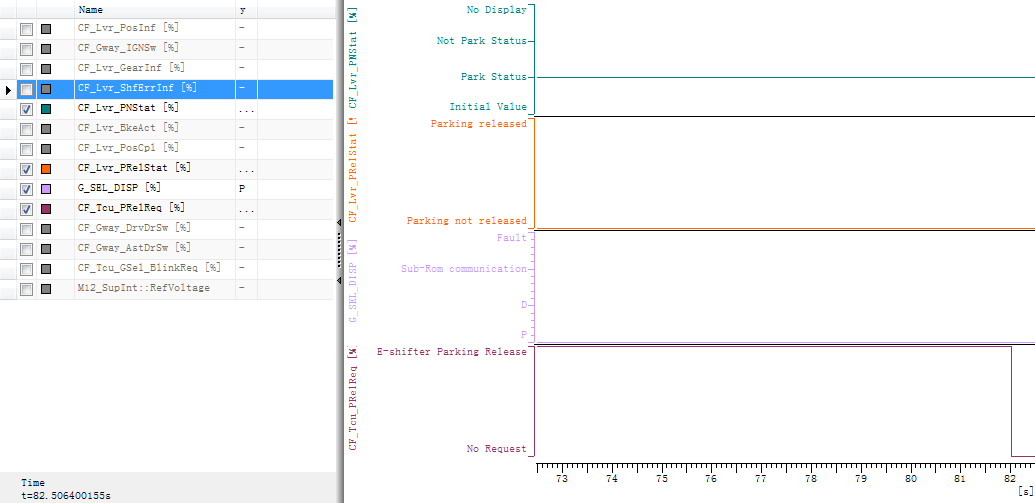 Name y
CF_Lvr_PosInf [%] -
CF_Gway_IGNSw [%] -
CF_Lvr_GearInf [%] -
CF_Lvr_ShfErrInf [%] -
CF_Lvr_PNStat [%] ...
CF_Lvr_BkeAct [%] -
CF_Lvr_PosCpl [%] -
CF_Lvr_PRelStat [%] ...
G_SEL_DISP [%] P
CF_Tcu_PRelReq [%] ...
CF_Gway_DrvDrSw [%] -
CF_Gway_AstDrSw [%] -
CF_Tcu_GSel_BlinkReq [%] -
M12_SupInt::RefVoltage -
Time
t=82.506400155s
CF_Lvr_PNStat [%]
No Display
Not Park Status
Park Status
Initial Value
CF_Lvr_PRelStat [%]
Parking released
Parking not released
G_SEL_DISP [%]
Fault
Sub-Rom communication
D
P
CF_Tcu_PRelReq [%]
E-shifter Parking Release
No Request
73 74 75 76 77 78 79 80 81 82
[s]